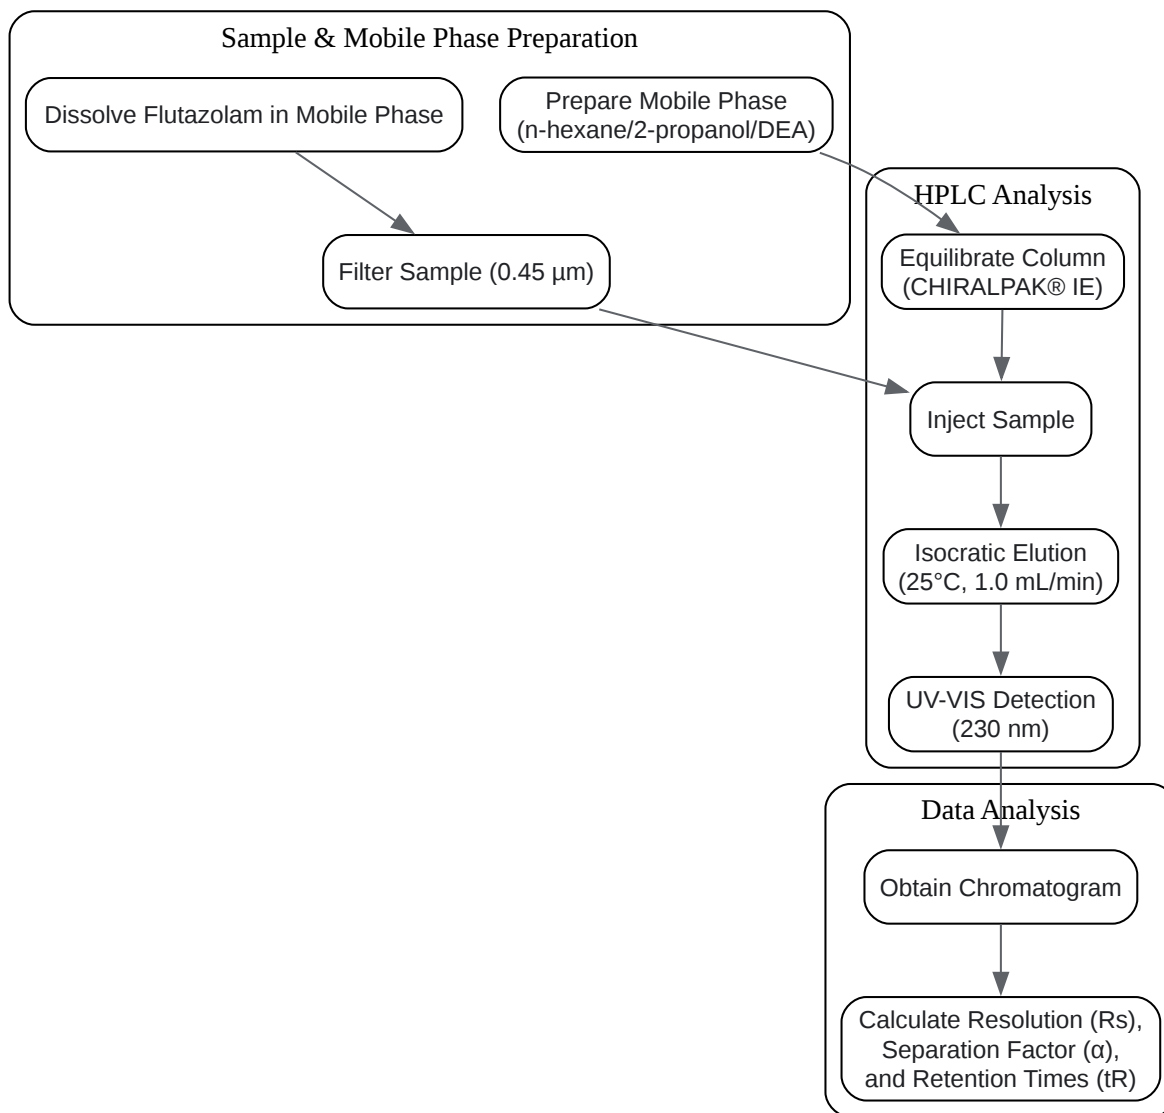 Sample & Mobile Phase Preparation
Dissolve Flutazolam in Mobile Phase
Prepare Mobile Phase
(n-hexane/2-propanol/DEA)
Filter Sample (0.45 µm)
HPLC Analysis
Equilibrate Column
(CHIRALPAK® IE)
Inject Sample
Isocratic Elution
(25°C, 1.0 mL/min)
UV-VIS Detection
(230 nm)
Data Analysis
Obtain Chromatogram
Calculate Resolution (Rs),
Separation Factor (α),
and Retention Times (tR)